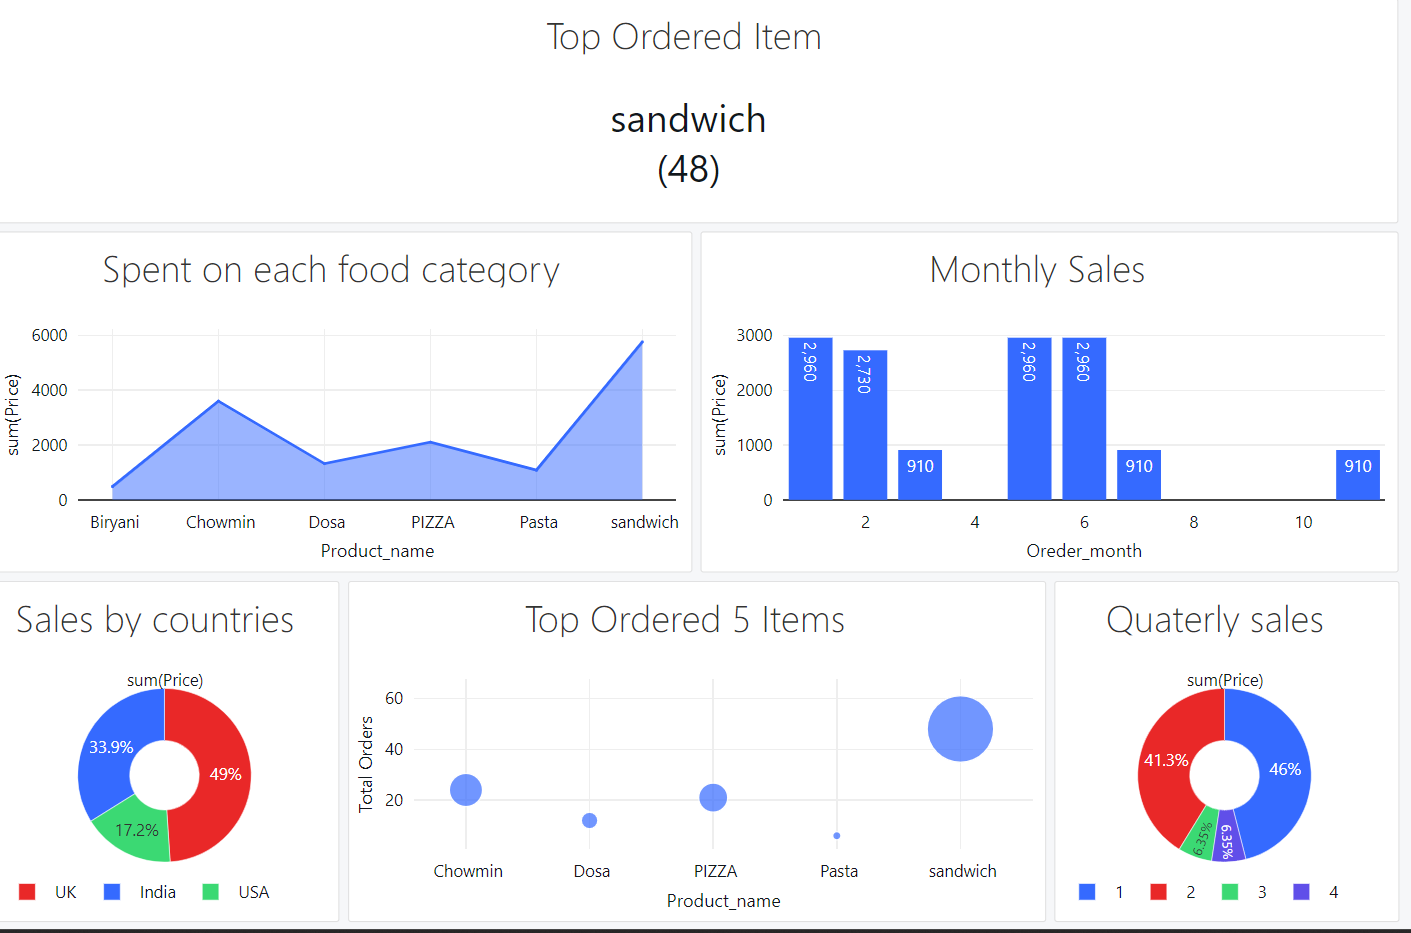 Top Ordered Item
sandwich
(48)
Spent on each food category
6000
4000
2000
0
sum(Price)
Biryani Chowmin Dosa PIZZA Pasta sandwich
Product_name
Monthly Sales
3000
2000
1000
0
sum(Price)
2,960 2,730 910 2,960 2,960 910 910
2 4 6 8 10
Oreder_month
Sales by countries
sum(Price)
33.9% 49%
17.2%
UK India USA
Top Ordered 5 Items
60
40
20
Total Orders
Chowmin Dosa PIZZA Pasta sandwich
Product_name
Quaterly sales
sum(Price)
41.3% 46%
6.35% 6.35%
1 2 3 4